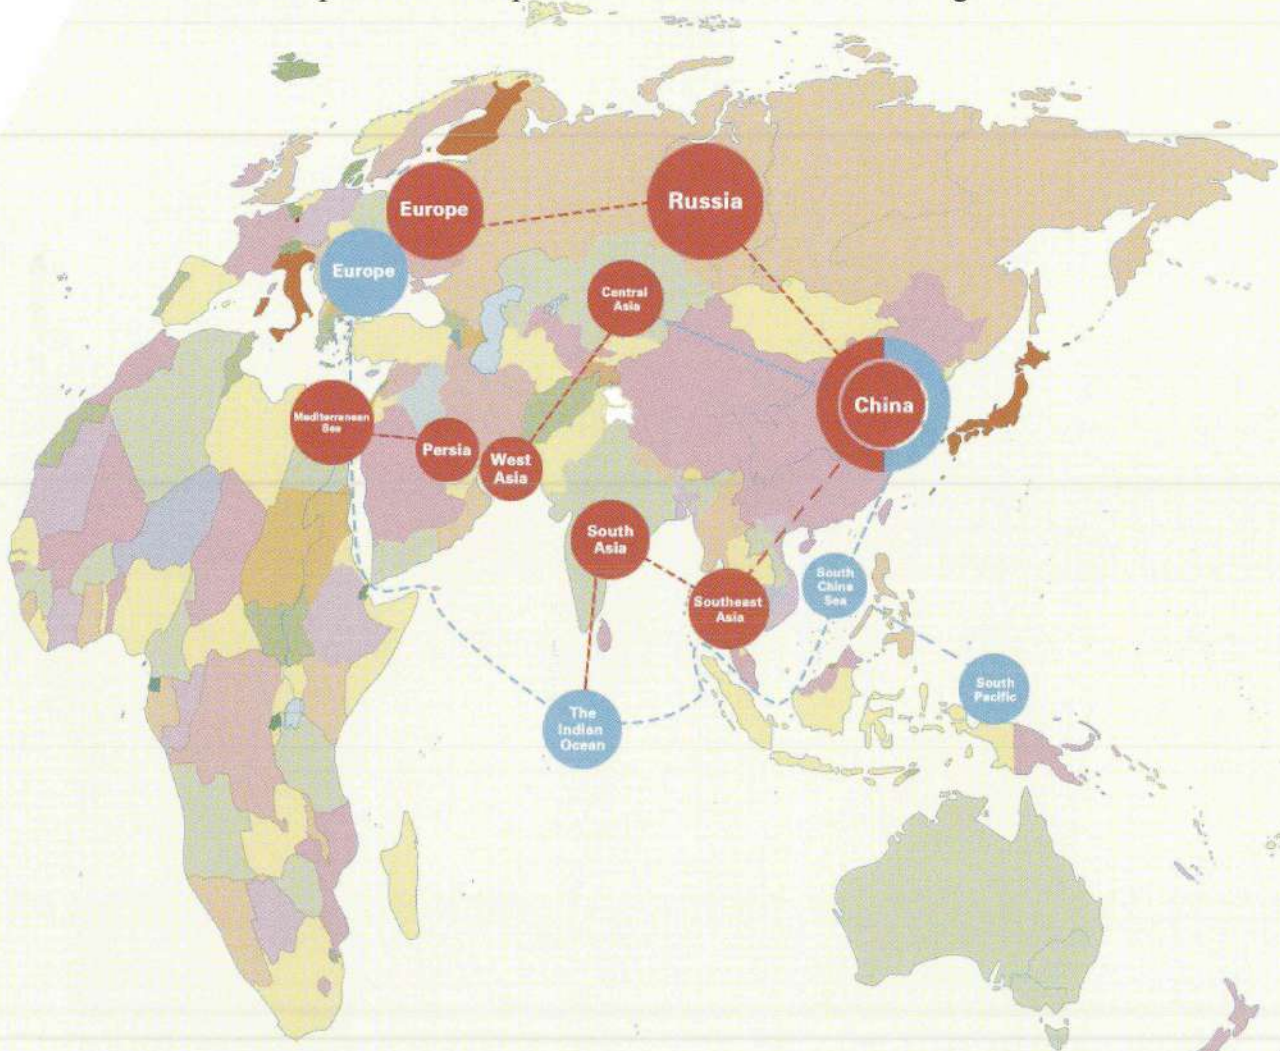 Europe
Russia
Europe
Central
Asia
China
Mediterranean
Sea
Persia
West
Asia
South
Asia
South
China
Sea
Southeast
Asia
South
Pacific
The
Indian
Ocean